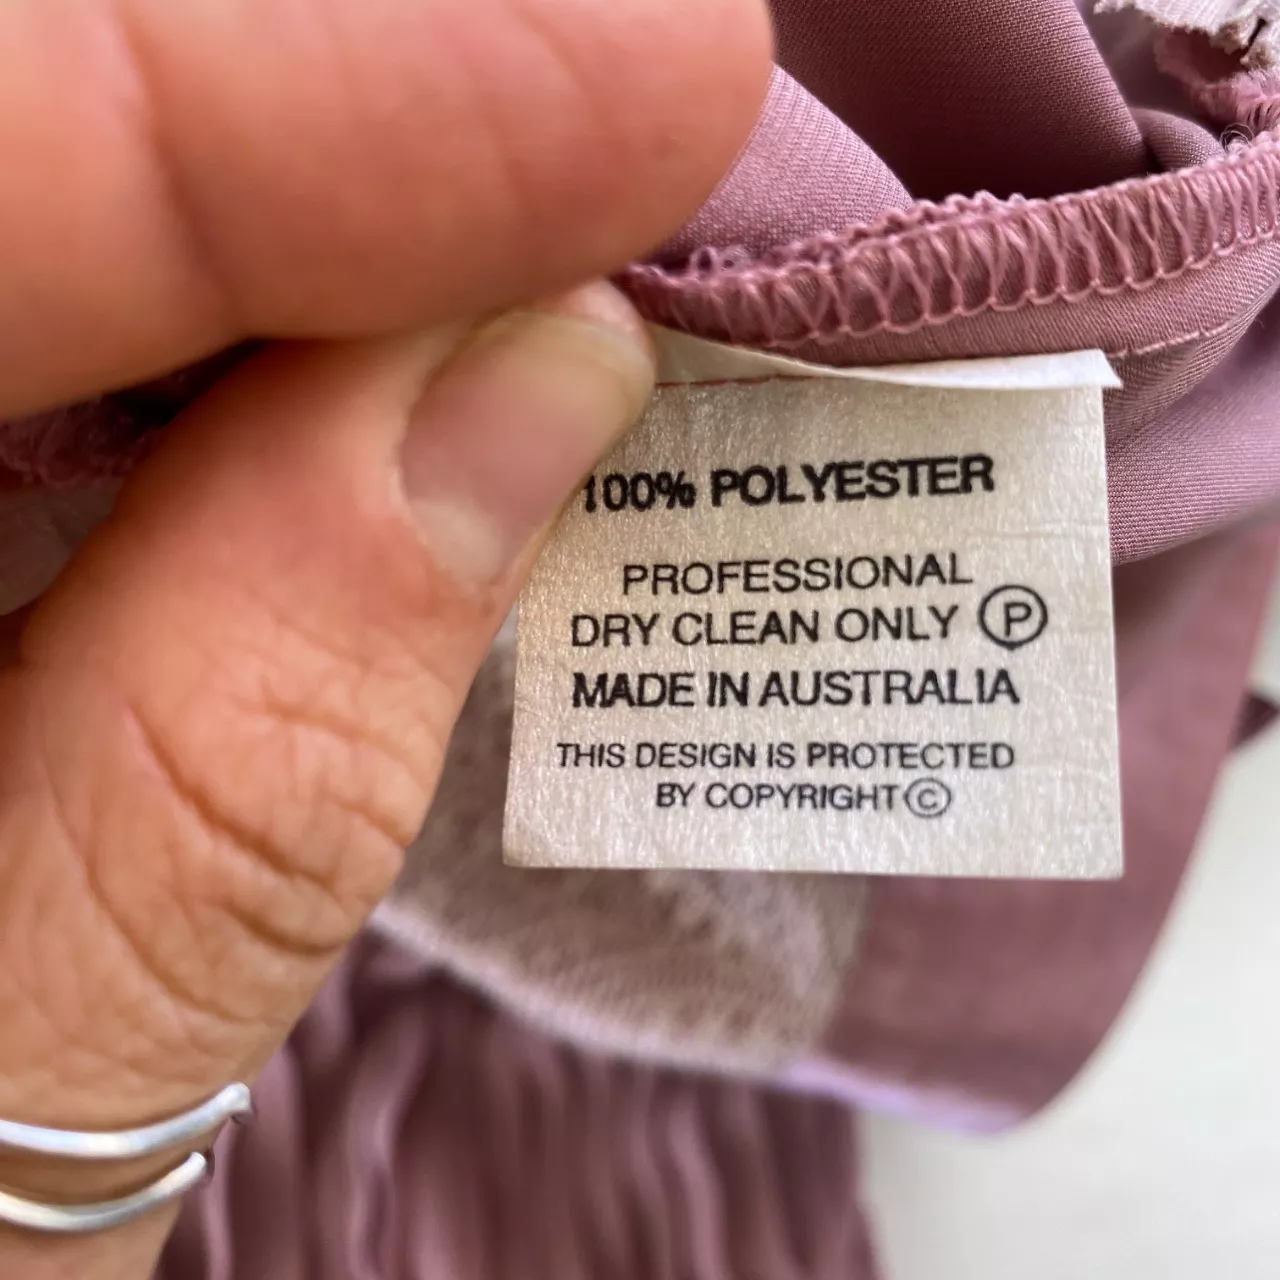 100% POLYESTER
PROFESSIONAL
DRY CLEAN ONLY Ⓟ
MADE IN AUSTRALIA
THIS DESIGN IS PROTECTED
BY COPYRIGHT ©